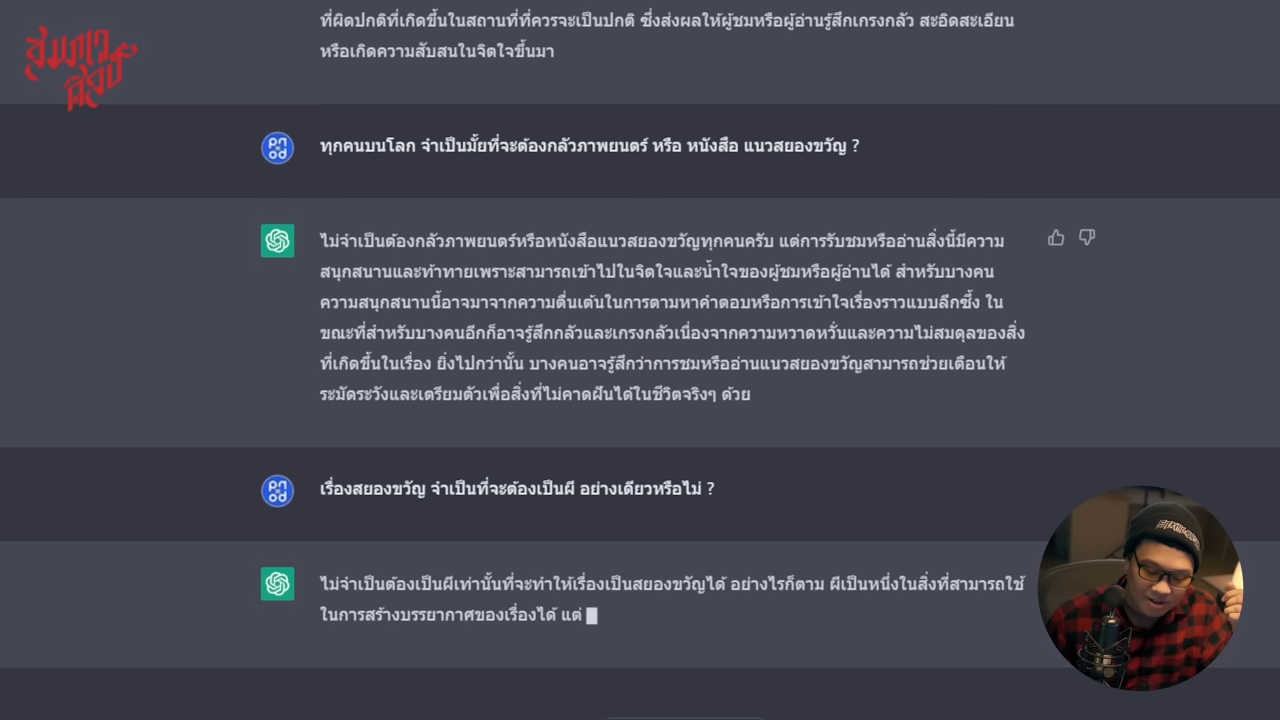 ที่ผิดปกติที่เกิดขึ้นในสถานที่ที่ควรจะเป็นปกติ ซึ่งส่งผลให้ผู้ชมหรือผู้อ่านรู้สึกเกรงกลัว สะอิดสะเอียน
หรือเกิดความสับสนในจิตใจขึ้นมา
ทุกคนบนโลก จำเป็นมั้ยที่จะต้องกลัวภาพยนตร์ หรือ หนังสือ แนวสยองขวัญ ?
ไม่จำเป็นต้องกลัวภาพยนตร์หรือหนังสือแนวสยองขวัญทุกคนครับ แต่การรับชมหรืออ่านสิ่งนี้มีความ
สนุกสนานและท้าทายเพราะสามารถเข้าไปในจิตใจและน้ำใจของผู้ชมหรือผู้อ่านได้ สำหรับบางคน
ความสนุกสนานนี้อาจมาจากความตื่นเต้นในการตามหาคำตอบหรือการเข้าใจเรื่องราวแบบลึกซึ้ง ใน
ขณะที่สำหรับบางคนอีกก็อาจรู้สึกกลัวและเกรงกลัวเนื่องจากความหวาดหวั่นและความไม่สมดุลของสิ่ง
ที่เกิดขึ้นในเรื่อง ยิ่งไปกว่านั้น บางคนอาจรู้สึกว่าการชมหรืออ่านแนวสยองขวัญสามารถช่วยเตือนให้
ระมัดระวังและเตรียมตัวเพื่อสิ่งที่ไม่คาดฝันได้ในชีวิตจริงๆ ด้วย
เรื่องสยองขวัญ จำเป็นที่จะต้องเป็นผี อย่างเดียวหรือไม่ ?
ไม่จำเป็นต้องเป็นผีเท่านั้นที่จะทำให้เรื่องเป็นสยองขวัญได้ อย่างไรก็ตาม ผีเป็นหนึ่งในสิ่งที่สามารถใช้
ในการสร้างบรรยากาศของเรื่องได้ แต่